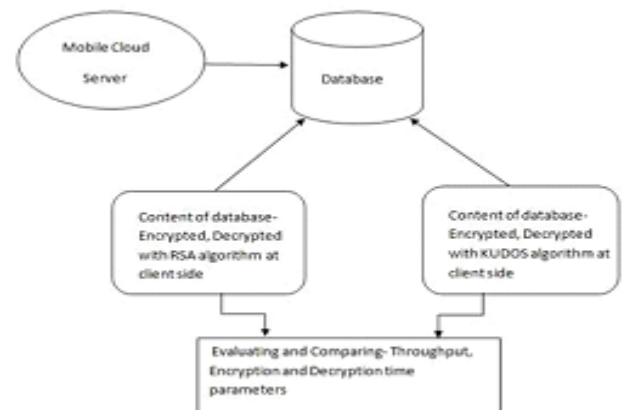 Mobile Cloud
Server
Database
Content of database-
Encrypted, Decrypted
with RSA algorithm at
client side
Content of database-
Encrypted, Decrypted
with KUDOS algorithm at
client side
Evaluating and Comparing- Throughput,
Encryption and Decryption time
parameters